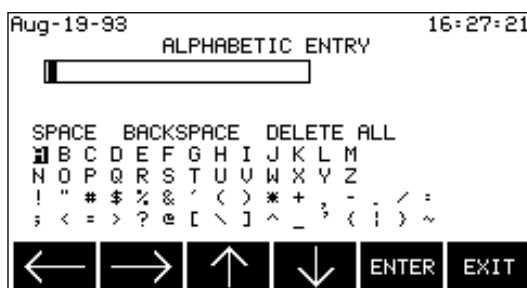 Aug-19-93 16:27:21
ALPHABETIC ENTRY
SPACE BACKSPACE DELETE ALL
A B C D E F G H I J K L M
N O P Q R S T U V W X Y Z
! " # $ % & ' ( ) * + , - . / :
; < = > ? @ [ \ ] ^ _ ' { | } ~
← → ↑ ↓ ENTER EXIT